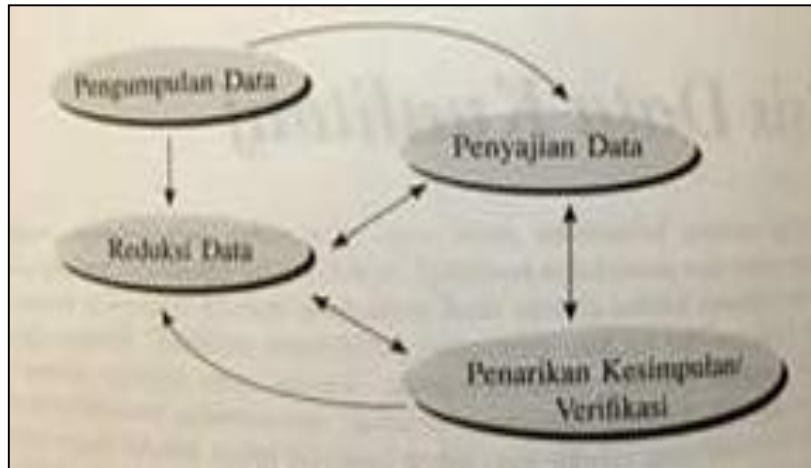 Pengumpulan Data
Penyajian Data
Reduksi Data
Penarikan Kesimpulan/
Verifikasi